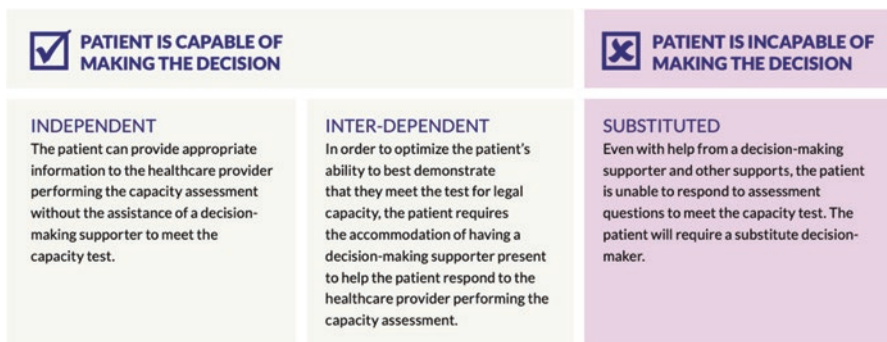 PATIENT IS CAPABLE OF
MAKING THE DECISION
PATIENT IS INCAPABLE OF
MAKING THE DECISION
INDEPENDENT
The patient can provide appropriate
information to the healthcare provider
performing the capacity assessment
without the assistance of a decision-
making supporter to meet the
capacity test.
INTER-DEPENDENT
In order to optimize the patient’s
ability to best demonstrate
that they meet the test for legal
capacity, the patient requires
the accommodation of having a
decision-making supporter present
to help the patient respond to the
healthcare provider performing the
capacity assessment.
SUBSTITUTED
Even with help from a decision-making
supporter and other supports, the patient
is unable to respond to assessment
questions to meet the capacity test. The
patient will require a substitute decision-
maker.